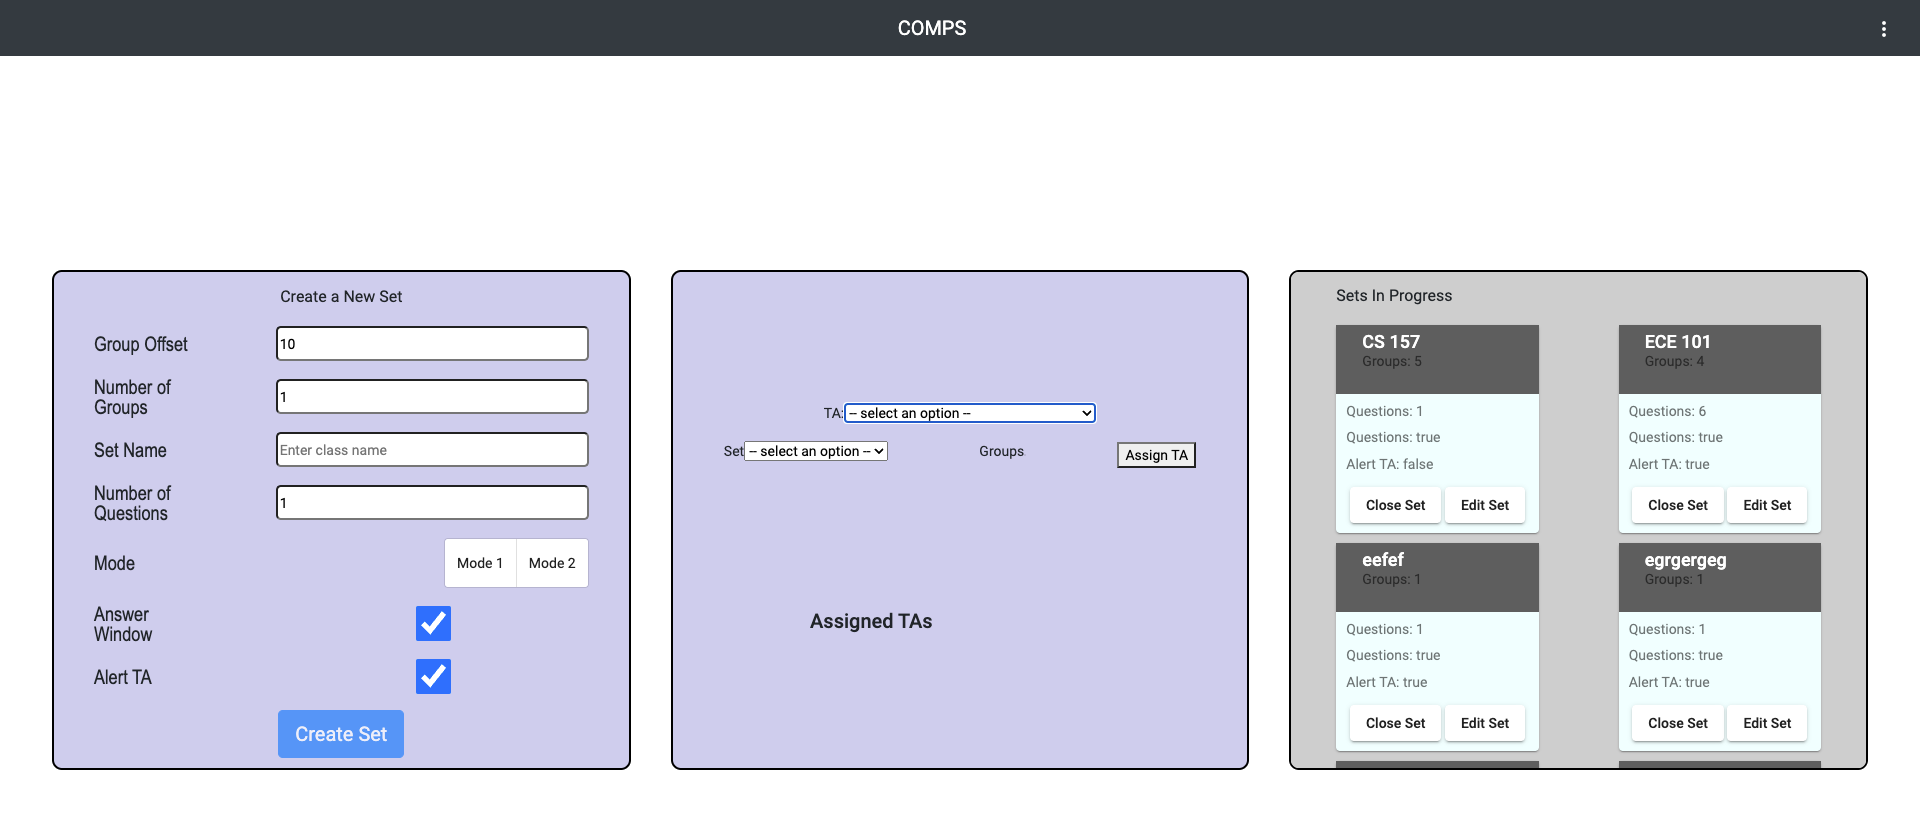 COMPS
Create a New Set
Group Offset
10
Number of
Groups
1
Set Name
Enter class name
Number of
Questions
1
Mode
Mode 1 Mode 2
Answer
Window
Alert TA
Create Set
TA: -- select an option --
Set -- select an option -- Groups Assign TA
Assigned TAs
Sets In Progress
CS 157
Groups: 5
Questions: 1
Questions: true
Alert TA: false
Close Set Edit Set
ECE 101
Groups: 4
Questions: 6
Questions: true
Alert TA: true
Close Set Edit Set
eefef
Groups: 1
Questions: 1
Questions: true
Alert TA: true
Close Set Edit Set
egrgergeg
Groups: 1
Questions: 1
Questions: true
Alert TA: true
Close Set Edit Set